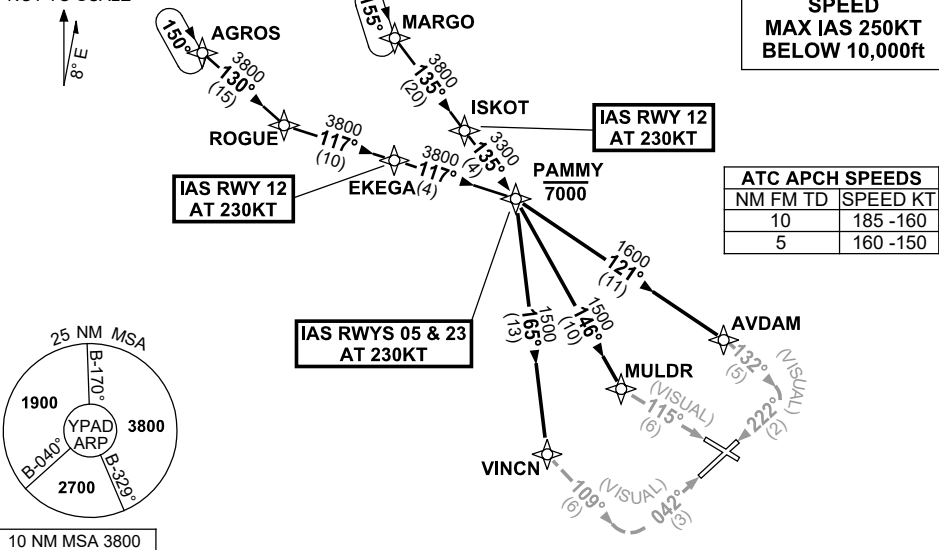 NOT TO SCALE
8° E
SPEED
MAX IAS 250KT
BELOW 10,000ft
150°
AGROS
3800
130°
(15)
ROGUE
3800
117°
(10)
155°
MARGO
3800
135°
(20)
ISKOT
IAS RWY 12
AT 230KT
3300
135°
(4)
EKEGA
3800
117°
(4)
IAS RWY 12
AT 230KT
PAMMY
7000
ATC APCH SPEEDS
NM FM TD SPEED KT
10 185 -160
5 160 -150
IAS RWYS 05 & 23
AT 230KT
1600
121°
(11)
AVDAM
132°
(5)
(VISUAL)
222°
(2)
1500
146°
(10)
MULDR
(VISUAL)
115°
(6)
1500
165°
(13)
VINCN
109°
(6)
(VISUAL)
042°
(3)
25 NM MSA
B-170°
1900
YPAD
ARP
3800
B-040°
2700
B-329°
10 NM MSA 3800